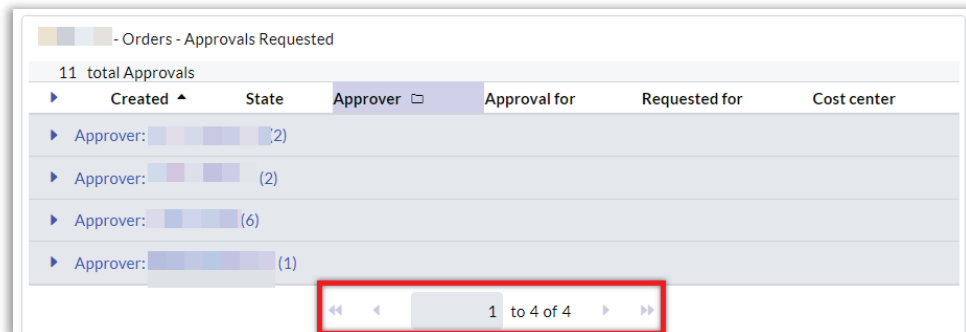 - Orders - Approvals Requested
11 total Approvals
Created State Approver Approval for Requested for Cost center
Approver: (2)
Approver: (2)
Approver: (6)
Approver: (1)
1 to 4 of 4